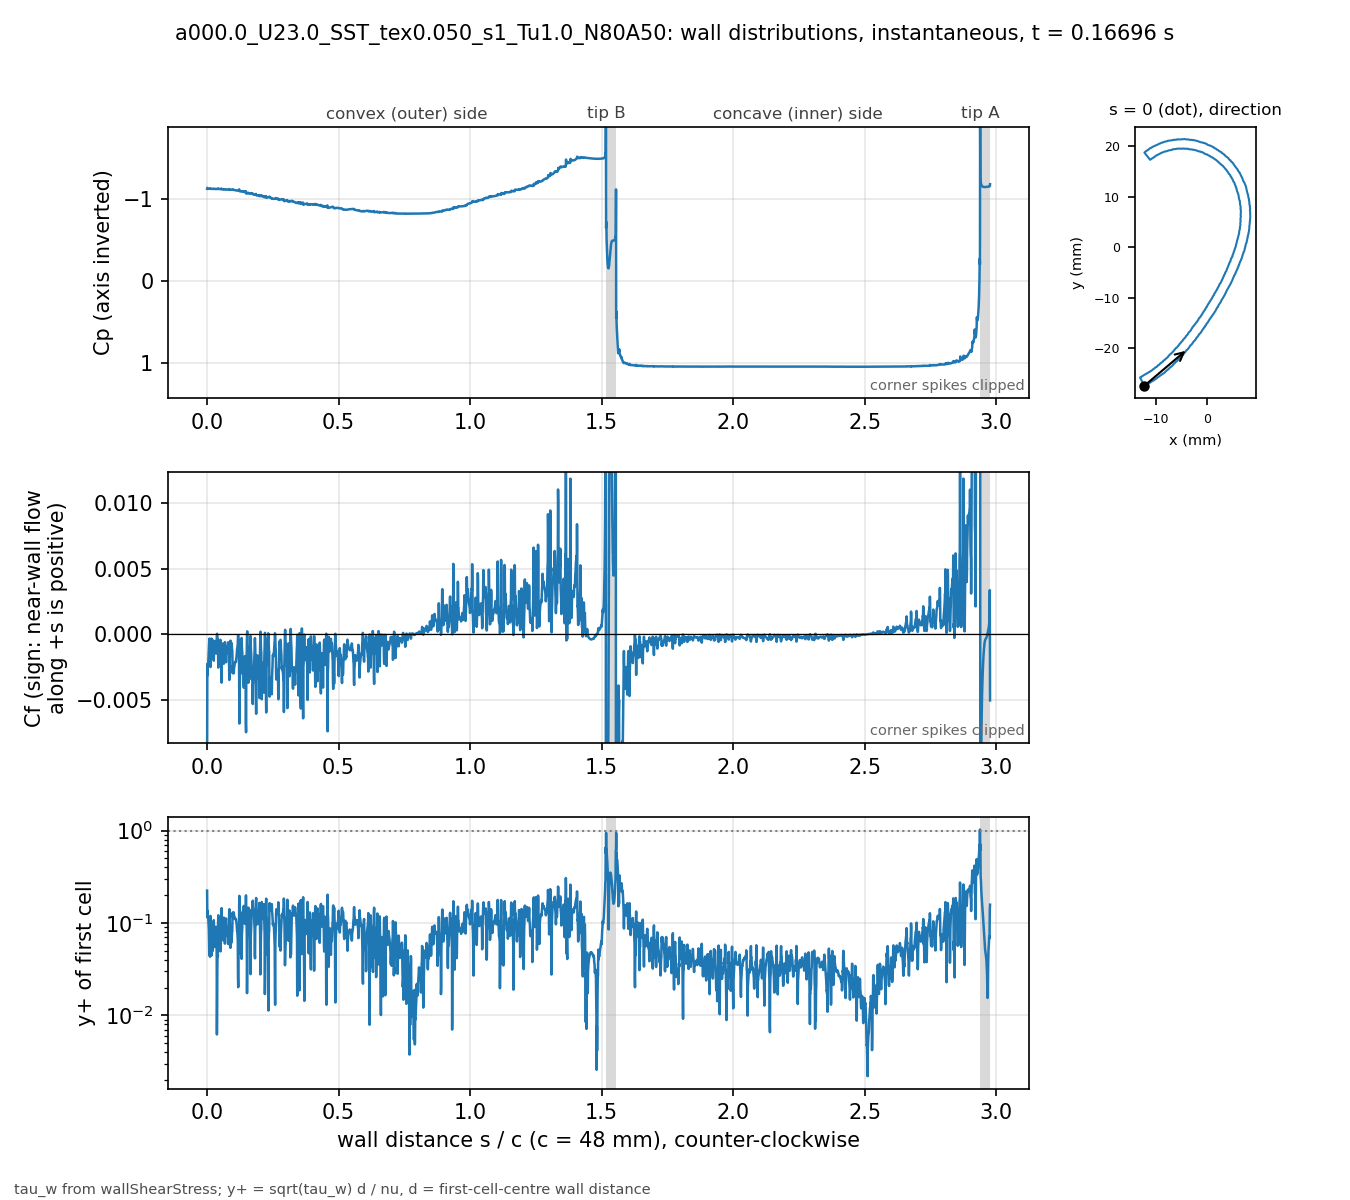 a000.0_U23.0_SST_tex0.050_s1_Tu1.0_N80A50: wall distributions, instantaneous, t = 0.16696 s
convex (outer) side
tip B
concave (inner) side
tip A
s = 0 (dot), direction
Cp (axis inverted)
−1
0
1
corner spikes clipped
0.0 0.5 1.0 1.5 2.0 2.5 3.0
y (mm)
20
10
0
−10
−20
−10 0
x (mm)
Cf (sign: near-wall flow
along +s is positive)
0.010
0.005
0.000
−0.005
corner spikes clipped
0.0 0.5 1.0 1.5 2.0 2.5 3.0
y+ of first cell
10⁰
10⁻¹
10⁻²
0.0 0.5 1.0 1.5 2.0 2.5 3.0
wall distance s / c (c = 48 mm), counter-clockwise
tau_w from wallShearStress; y+ = sqrt(tau_w) d / nu, d = first-cell-centre wall distance